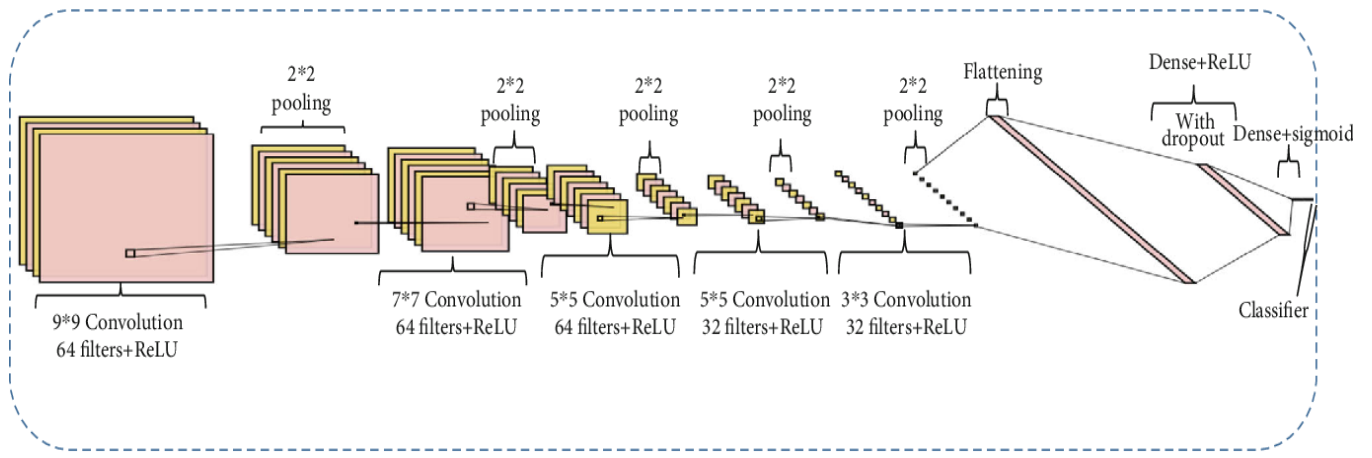 2*2
pooling
2*2
pooling
2*2
pooling
2*2
pooling
2*2
pooling
Flattening
Dense+ReLU
With
dropout
Dense+sigmoid
9*9 Convolution
64 filters+ReLU
7*7 Convolution
64 filters+ReLU
5*5 Convolution
64 filters+ReLU
5*5 Convolution
32 filters+ReLU
3*3 Convolution
32 filters+ReLU
Classifier